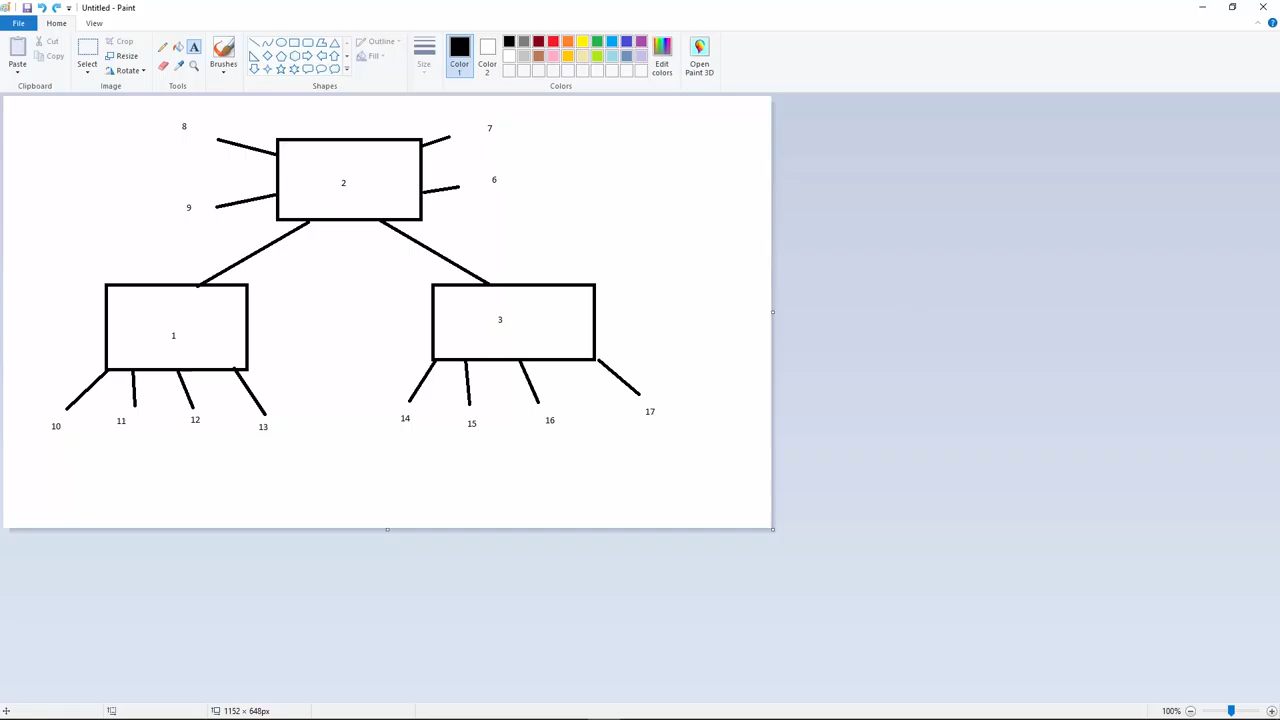 Untitled - Paint
File Home View
Cut
Copy
Paste
Clipboard
Crop
Resize
Rotate
Select
Image
A
Tools
Brushes
Outline
Fill
Shapes
Size
Color 1
Color 2
Edit colors
Colors
Open Paint 3D
8
7
2
6
9
1
3
10
11
12
13
14
15
16
17
1152 × 648px
100%